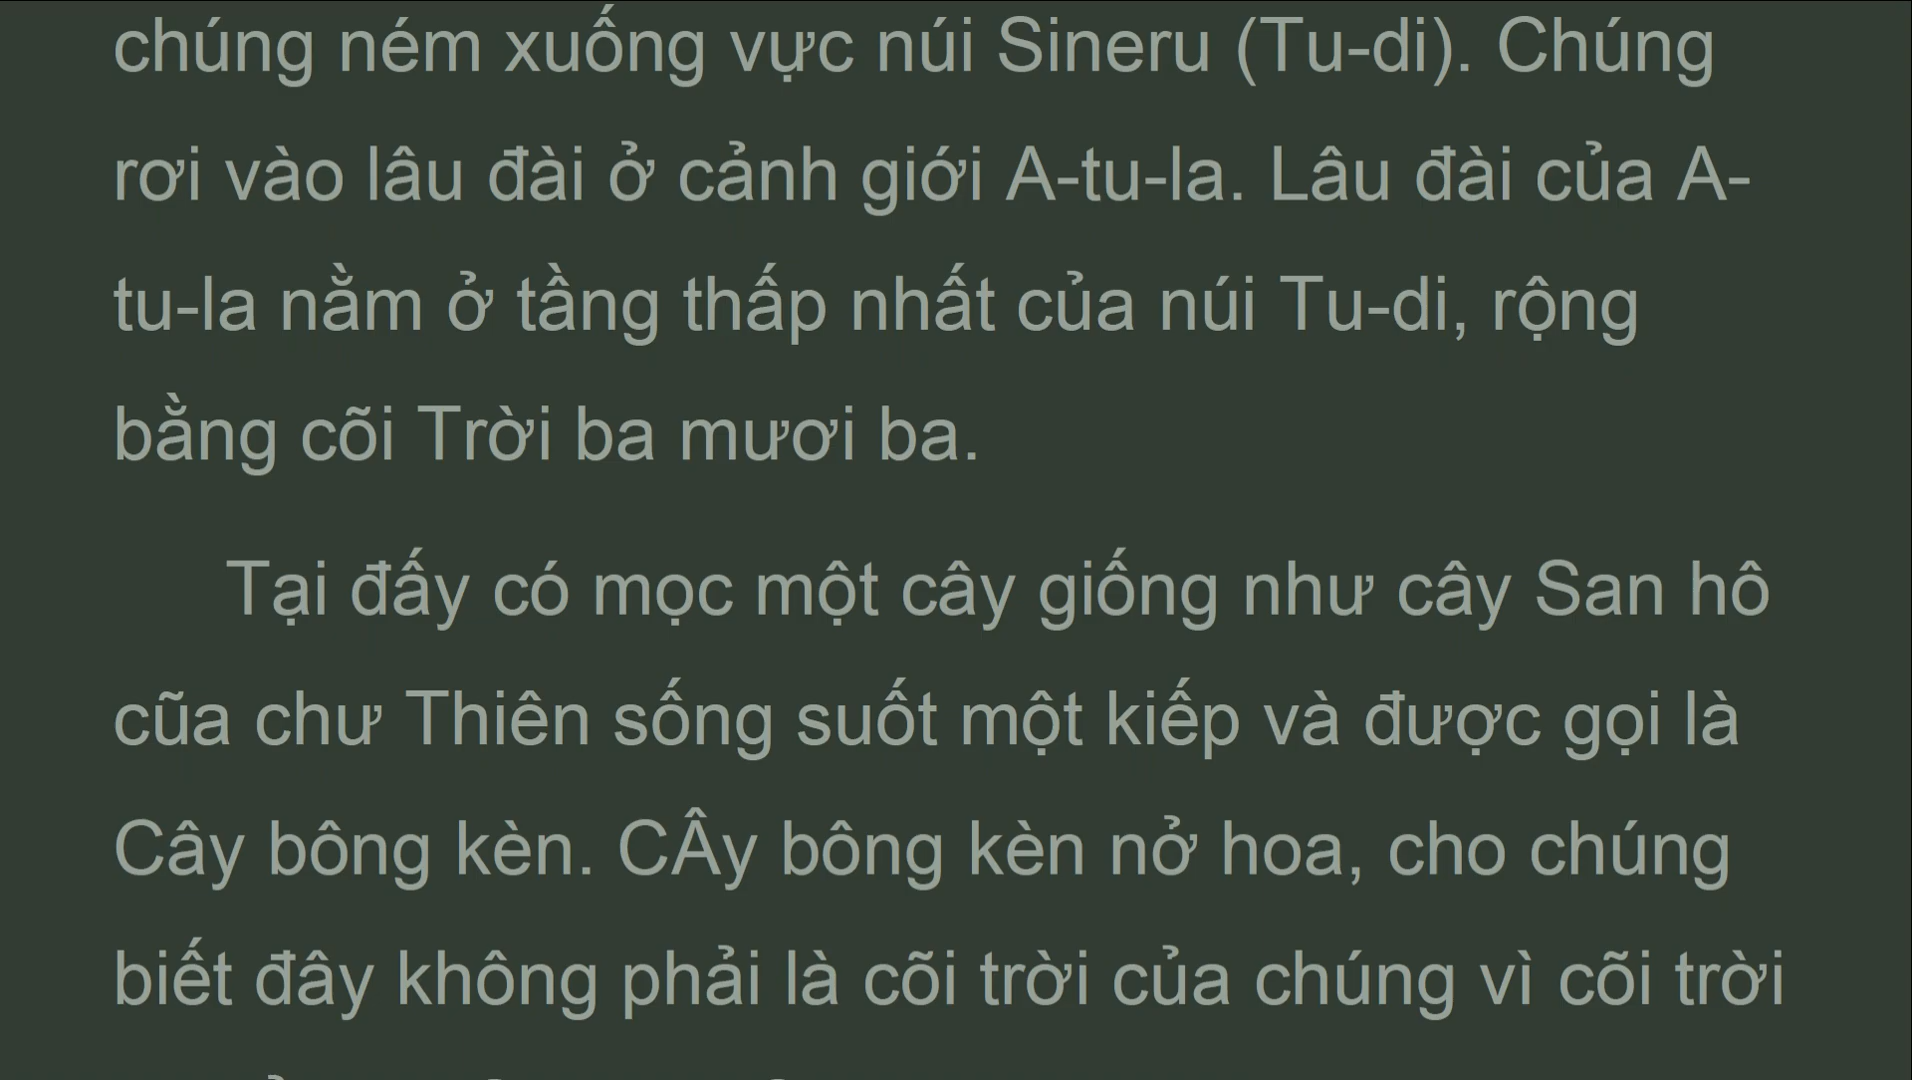 chúng ném xuống vực núi Sineru (Tu-di). Chúng
rơi vào lâu đài ở cảnh giới A-tu-la. Lâu đài của A-
tu-la nằm ở tầng thấp nhất của núi Tu-di, rộng
bằng cõi Trời ba mươi ba.
Tại đấy có mọc một cây giống như cây San hô
cũa chư Thiên sống suốt một kiếp và được gọi là
Cây bông kèn. CÂy bông kèn nở hoa, cho chúng
biết đây không phải là cõi trời của chúng vì cõi trời